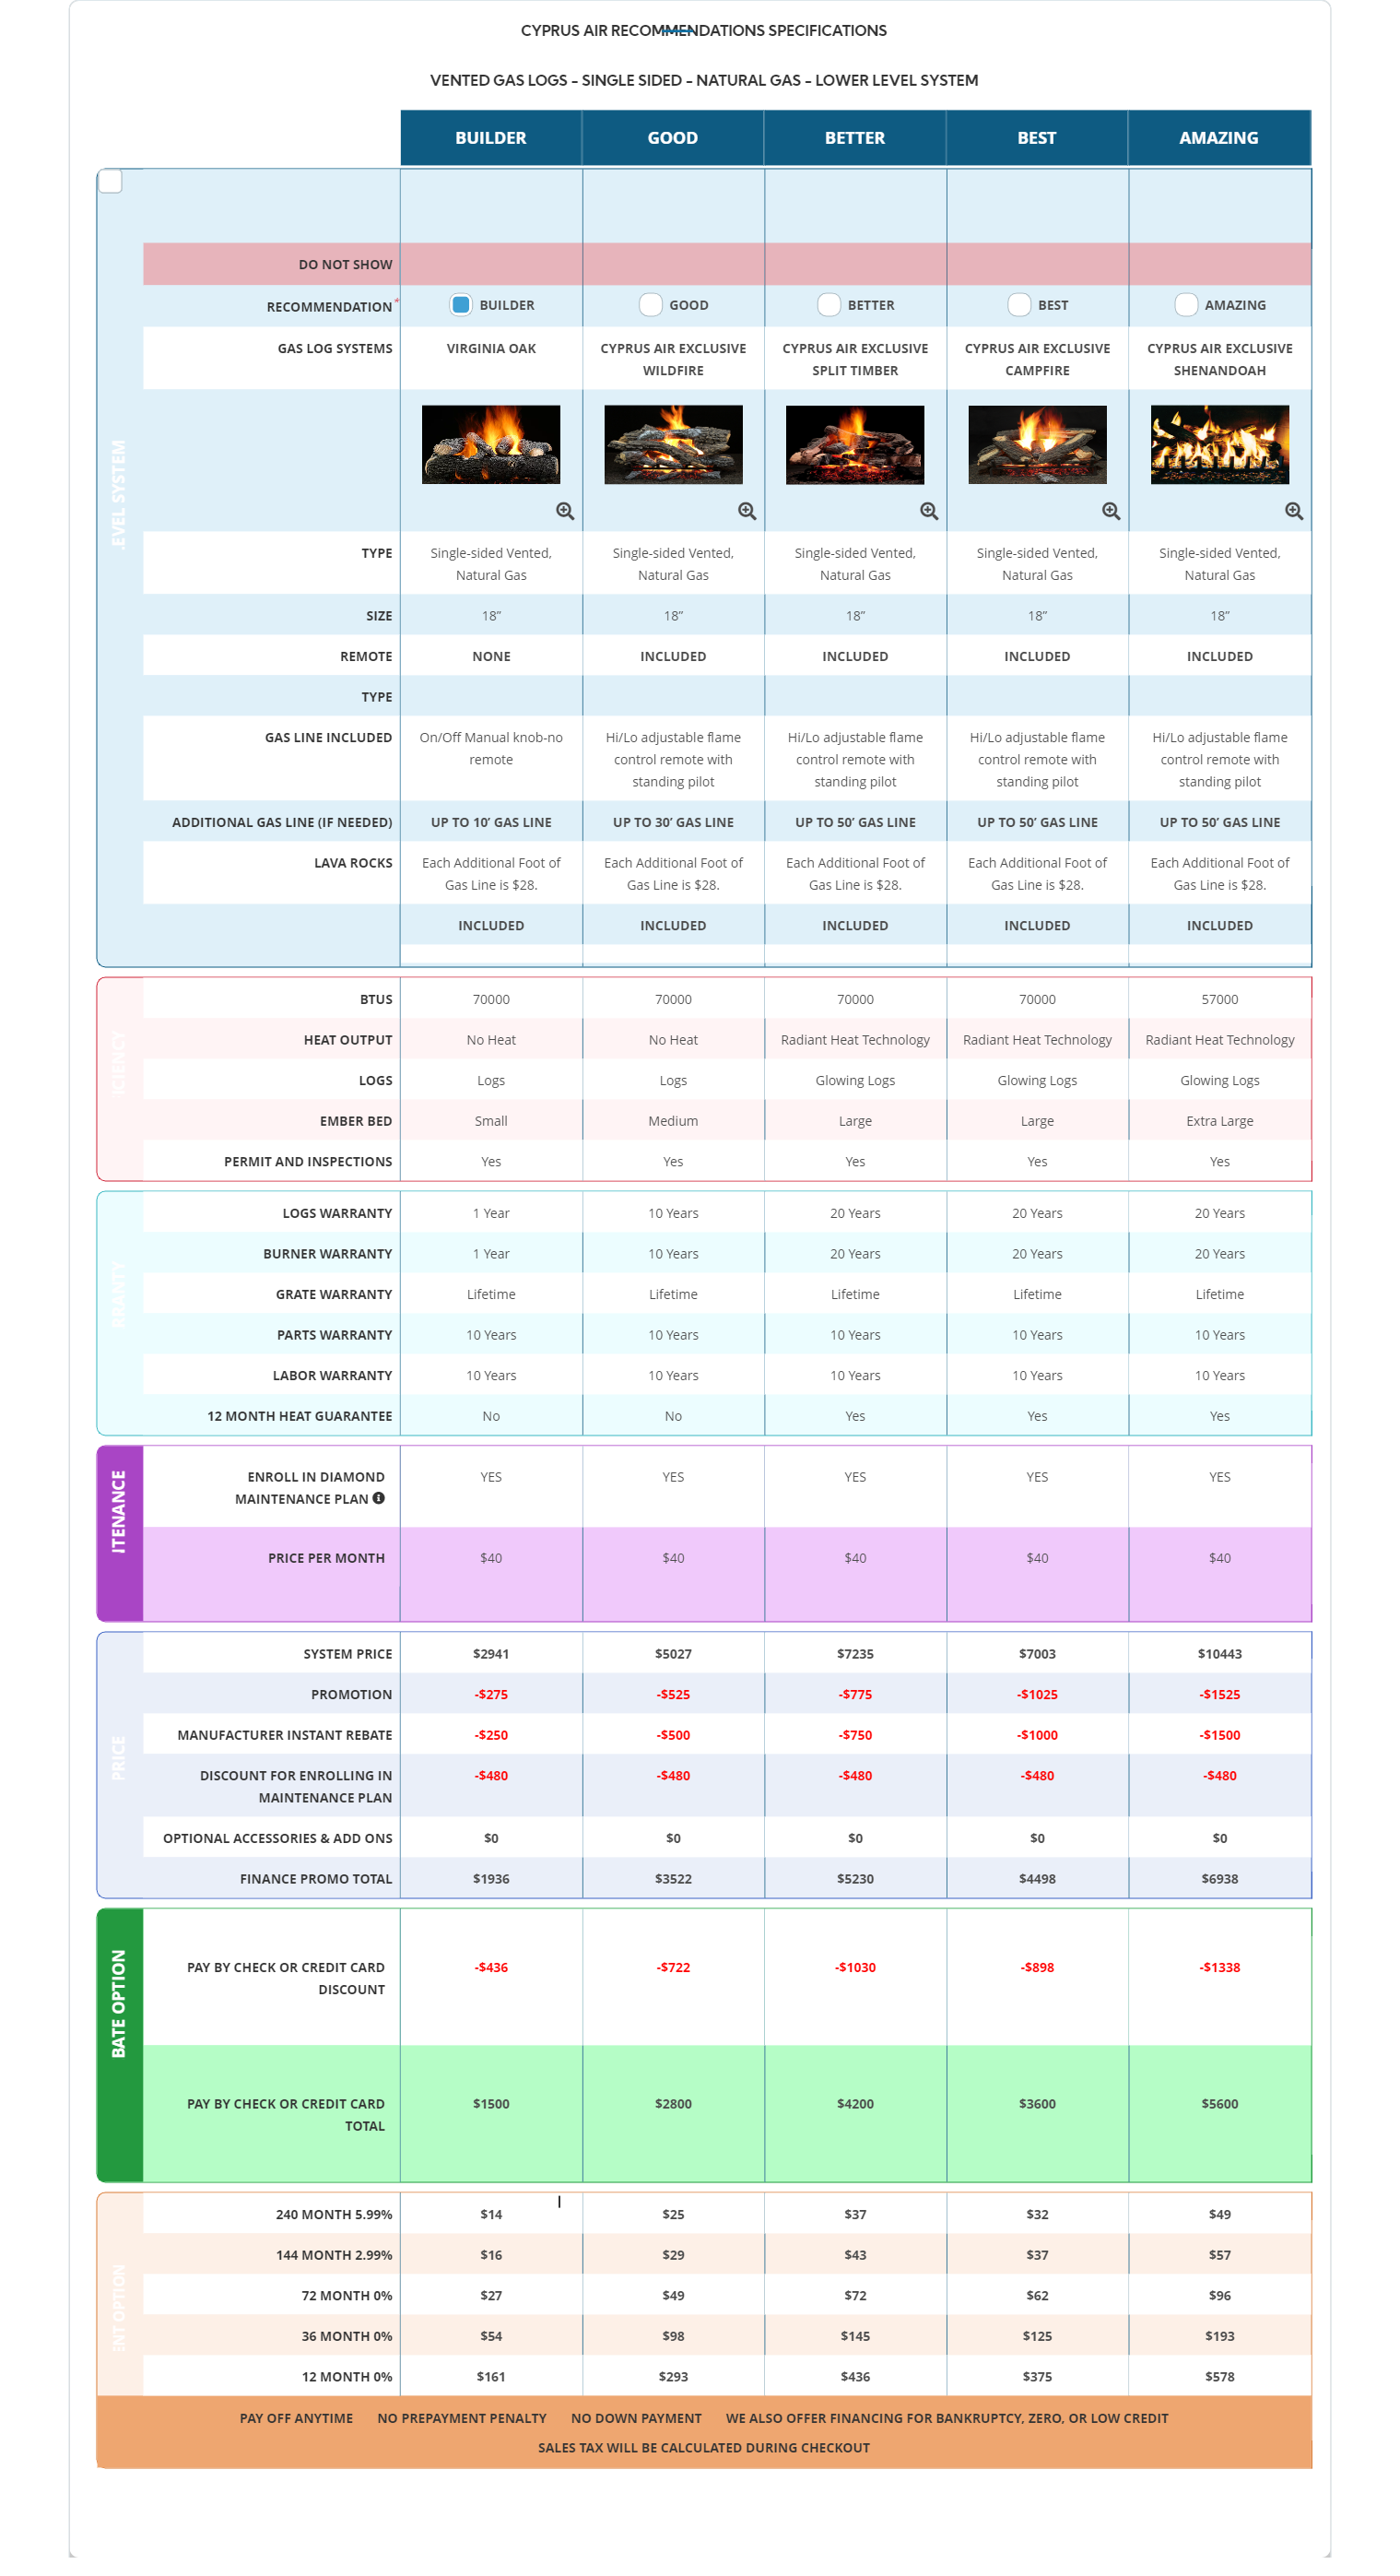 CYPRUS AIR RECOMMENDATIONS SPECIFICATIONS
VENTED GAS LOGS – SINGLE SIDED – NATURAL GAS – LOWER LEVEL SYSTEM
BUILDER GOOD BETTER BEST AMAZING
DO NOT SHOW
RECOMMENDATION* BUILDER GOOD BETTER BEST AMAZING
GAS LOG SYSTEMS VIRGINIA OAK CYPRUS AIR EXCLUSIVE CYPRUS AIR EXCLUSIVE CYPRUS AIR EXCLUSIVE CYPRUS AIR EXCLUSIVE
WILDFIRE SPLIT TIMBER CAMPFIRE SHENANDOAH
EVEL SYSTEM
TYPE Single-sided Vented, Single-sided Vented, Single-sided Vented, Single-sided Vented, Single-sided Vented,
Natural Gas Natural Gas Natural Gas Natural Gas Natural Gas
SIZE 18” 18” 18” 18” 18”
REMOTE NONE INCLUDED INCLUDED INCLUDED INCLUDED
TYPE
GAS LINE INCLUDED On/Off Manual knob-no Hi/Lo adjustable flame Hi/Lo adjustable flame Hi/Lo adjustable flame Hi/Lo adjustable flame
remote control remote with control remote with control remote with control remote with
standing pilot standing pilot standing pilot standing pilot
ADDITIONAL GAS LINE (IF NEEDED) UP TO 10’ GAS LINE UP TO 30’ GAS LINE UP TO 50’ GAS LINE UP TO 50’ GAS LINE UP TO 50’ GAS LINE
LAVA ROCKS Each Additional Foot of Each Additional Foot of Each Additional Foot of Each Additional Foot of Each Additional Foot of
Gas Line is $28. Gas Line is $28. Gas Line is $28. Gas Line is $28. Gas Line is $28.
INCLUDED INCLUDED INCLUDED INCLUDED INCLUDED
ICIENCY
BTUS 70000 70000 70000 70000 57000
HEAT OUTPUT No Heat No Heat Radiant Heat Technology Radiant Heat Technology Radiant Heat Technology
LOGS Logs Logs Glowing Logs Glowing Logs Glowing Logs
EMBER BED Small Medium Large Large Extra Large
PERMIT AND INSPECTIONS Yes Yes Yes Yes Yes
RRANTY
LOGS WARRANTY 1 Year 10 Years 20 Years 20 Years 20 Years
BURNER WARRANTY 1 Year 10 Years 20 Years 20 Years 20 Years
GRATE WARRANTY Lifetime Lifetime Lifetime Lifetime Lifetime
PARTS WARRANTY 10 Years 10 Years 10 Years 10 Years 10 Years
LABOR WARRANTY 10 Years 10 Years 10 Years 10 Years 10 Years
12 MONTH HEAT GUARANTEE No No Yes Yes Yes
ITENANCE
ENROLL IN DIAMOND YES YES YES YES YES
MAINTENANCE PLAN
PRICE PER MONTH $40 $40 $40 $40 $40
PRICE
SYSTEM PRICE $2941 $5027 $7235 $7003 $10443
PROMOTION -$275 -$525 -$775 -$1025 -$1525
MANUFACTURER INSTANT REBATE -$250 -$500 -$750 -$1000 -$1500
DISCOUNT FOR ENROLLING IN -$480 -$480 -$480 -$480 -$480
MAINTENANCE PLAN
OPTIONAL ACCESSORIES & ADD ONS $0 $0 $0 $0 $0
FINANCE PROMO TOTAL $1936 $3522 $5230 $4498 $6938
BATE OPTION
PAY BY CHECK OR CREDIT CARD -$436 -$722 -$1030 -$898 -$1338
DISCOUNT
PAY BY CHECK OR CREDIT CARD $1500 $2800 $4200 $3600 $5600
TOTAL
ENT OPTION
240 MONTH 5.99% $14 $25 $37 $32 $49
144 MONTH 2.99% $16 $29 $43 $37 $57
72 MONTH 0% $27 $49 $72 $62 $96
36 MONTH 0% $54 $98 $145 $125 $193
12 MONTH 0% $161 $293 $436 $375 $578
PAY OFF ANYTIME NO PREPAYMENT PENALTY NO DOWN PAYMENT WE ALSO OFFER FINANCING FOR BANKRUPTCY, ZERO, OR LOW CREDIT
SALES TAX WILL BE CALCULATED DURING CHECKOUT